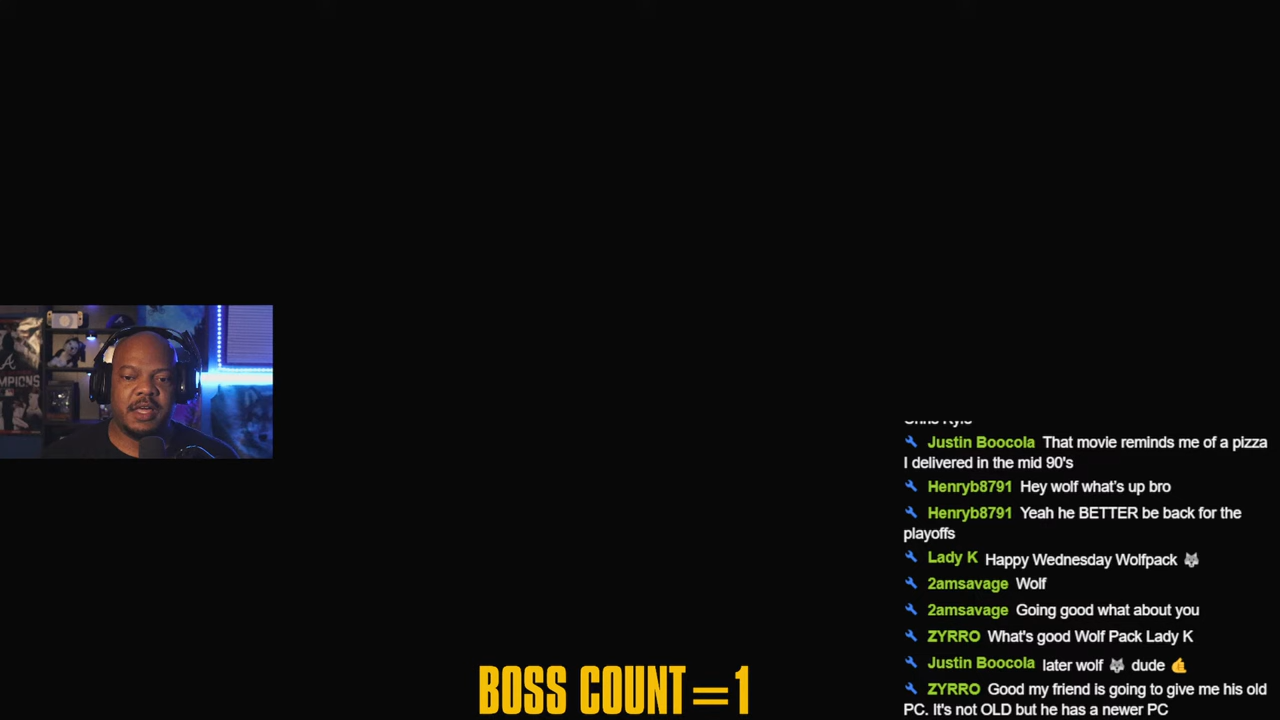 MPIONS
Chris Kyle
Justin Boocola That movie reminds me of a pizza
I delivered in the mid 90's
Henryb8791 Hey wolf what's up bro
Henryb8791 Yeah he BETTER be back for the
playoffs
Lady K Happy Wednesday Wolfpack 🐺
2amsavage Wolf
2amsavage Going good what about you
ZYRRO What's good Wolf Pack Lady K
Justin Boocola later wolf 🐺 dude 🤙
ZYRRO Good my friend is going to give me his old
PC. It's not OLD but he has a newer PC
BOSS COUNT=1